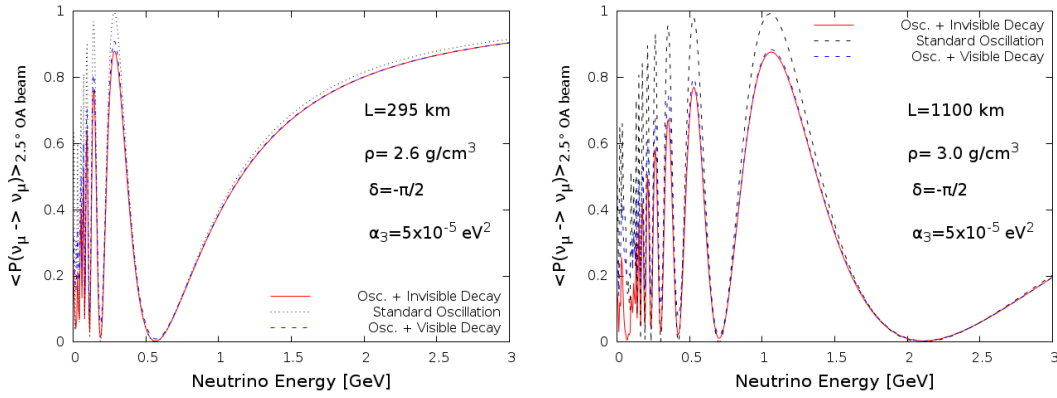 <P(νμ -> νμ)>2.5° OA beam
1
0.8
0.6
0.4
0.2
0
L=295 km
ρ= 2.6 g/cm3
δ=-π/2
α3=5x10-5 eV2
Osc. + Invisible Decay
Standard Oscillation
Osc. + Visible Decay
0 0.5 1 1.5 2 2.5 3
Neutrino Energy [GeV]
<P(νμ -> νμ)>2.5° OA beam
1
0.8
0.6
0.4
0.2
0
Osc. + Invisible Decay
Standard Oscillation
Osc. + Visible Decay
L=1100 km
ρ= 3.0 g/cm3
δ=-π/2
α3=5x10-5 eV2
0 0.5 1 1.5 2 2.5 3
Neutrino Energy [GeV]